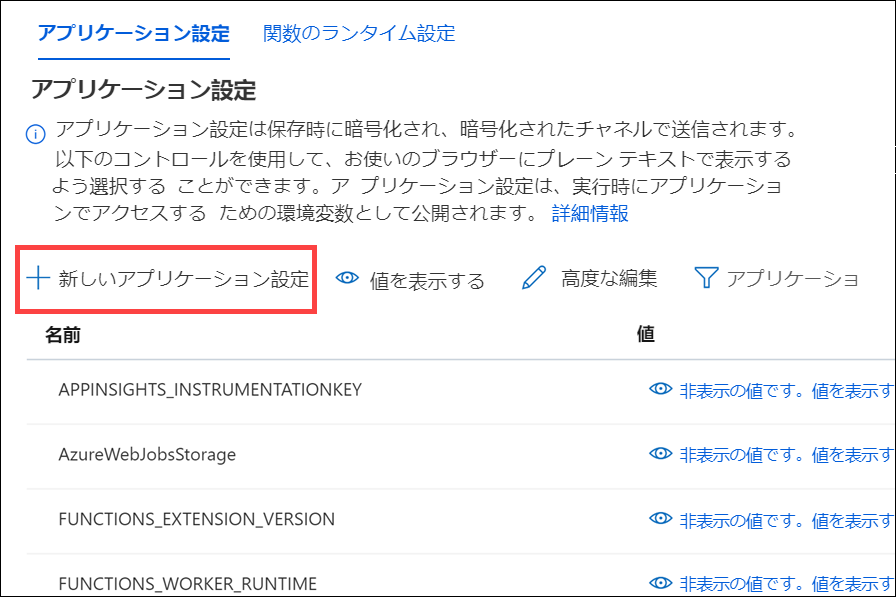 アプリケーション設定 関数のランタイム設定
アプリケーション設定
アプリケーション設定は保存時に暗号化され、暗号化されたチャネルで送信されます。
以下のコントロールを使用して、お使いのブラウザーにプレーン テキストで表示する
よう選択する ことができます。ア プリケーション設定は、実行時にアプリケーショ
ンでアクセスする ための環境変数として公開されます。 詳細情報
新しいアプリケーション設定 値を表示する 高度な編集 アプリケーショ
名前 値
APPINSIGHTS_INSTRUMENTATIONKEY 非表示の値です。値を表示す
AzureWebJobsStorage 非表示の値です。値を表示す
FUNCTIONS_EXTENSION_VERSION 非表示の値です。値を表示す
FUNCTIONS_WORKER_RUNTIME 非表示の値です。値を表示す